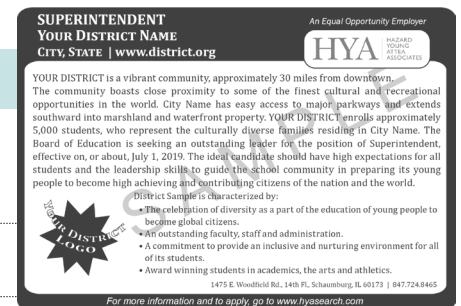 SUPERINTENDENT
YOUR DISTRICT NAME
CITY, STATE | www.district.org
An Equal Opportunity Employer
HYA HAZARD
YOUNG
ATTEA
ASSOCIATES
YOUR DISTRICT is a vibrant community, approximately 30 miles from downtown.
The community boasts close proximity to some of the finest cultural and recreational
opportunities in the world. City Name has easy access to major parkways and extends
southward into marshland and waterfront property. YOUR DISTRICT enrolls approximately
5,000 students, who represent the culturally diverse families residing in City Name. The
Board of Education is seeking an outstanding leader for the position of Superintendent,
effective on, or about, July 1, 2019. The ideal candidate should have high expectations for all
students and the leadership skills to guide the school community in preparing its young
people to become high achieving and contributing citizens of the nation and the world.
SAMPLE
YOUR DISTRICT
LOGO
District Sample is characterized by:
• The celebration of diversity as a part of the education of young people to
become global citizens.
• An outstanding faculty, staff and administration.
• A commitment to provide an inclusive and nurturing environment for all
of its students.
• Award winning students in academics, the arts and athletics.
1475 E. Woodfield Rd., 14th Fl., Schaumburg, IL 60173 | 847.724.8465
For more information and to apply, go to www.hyasearch.com